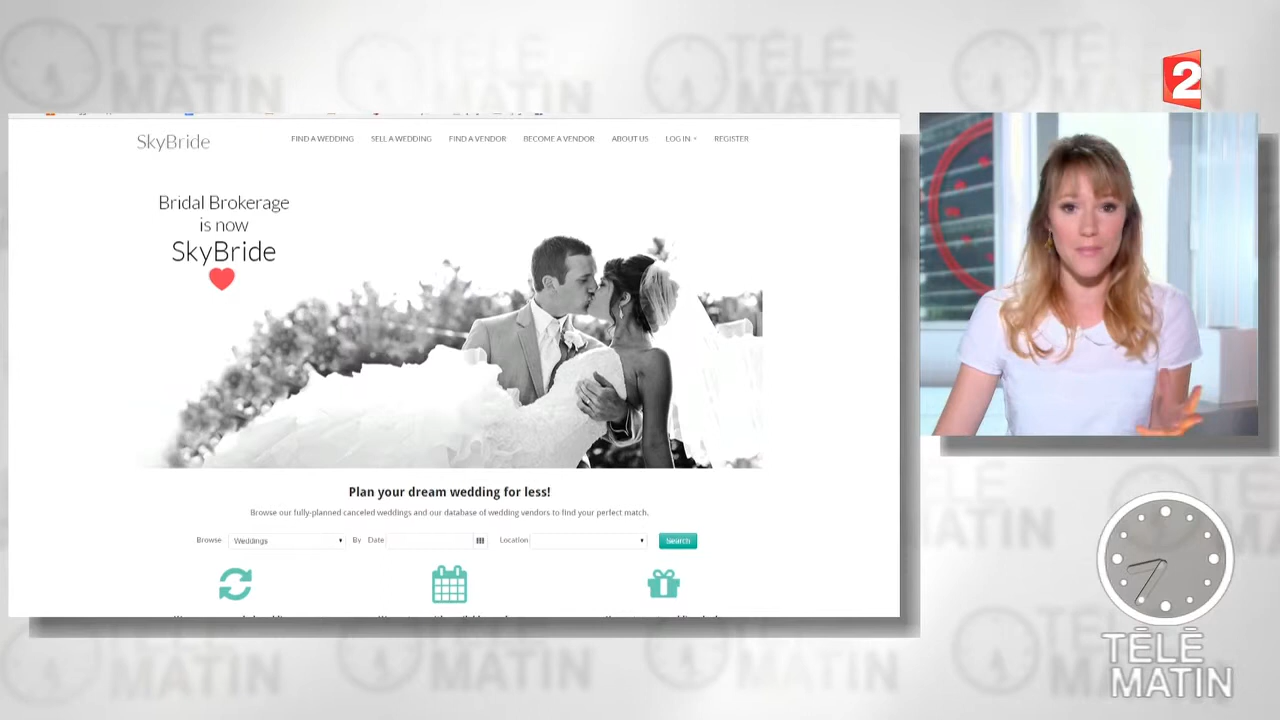 TÉLÉ
MATIN
2
SkyBride
FIND A WEDDING SELL A WEDDING FIND A VENDOR BECOME A VENDOR ABOUT US LOG IN REGISTER
Bridal Brokerage
is now
SkyBride
Plan your dream wedding for less!
Browse our fully-planned canceled weddings and our database of wedding vendors to find your perfect match.
Browse Weddings By Date Location Search
TÉLÉ
MATIN